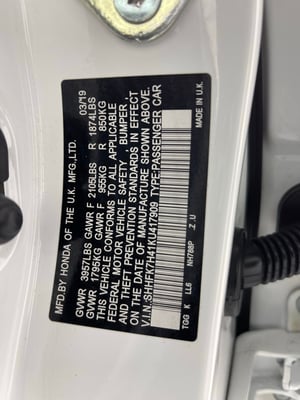 MFD.BY HONDA OF THE U.K. MFG.,LTD. 03/19
GVWR 3957LBS GAWR F 2105LBS R 1874LBS
GVWR 1795KG GAWR F 955KG R 850KG
THIS VEHICLE CONFORMS TO ALL APPLICABLE
FEDERAL MOTOR VEHICLE SAFETY BUMPER,
AND THEFT PREVENTION STANDARDS IN EFFECT
ON THE DATE OF MANUFACTURE SHOWN ABOVE.
V.I.N.:SHHFK7H41KU417909 TYPE:PASSENGER CAR
TGG K LL6 NH788P .Z .U MADE IN U.K.